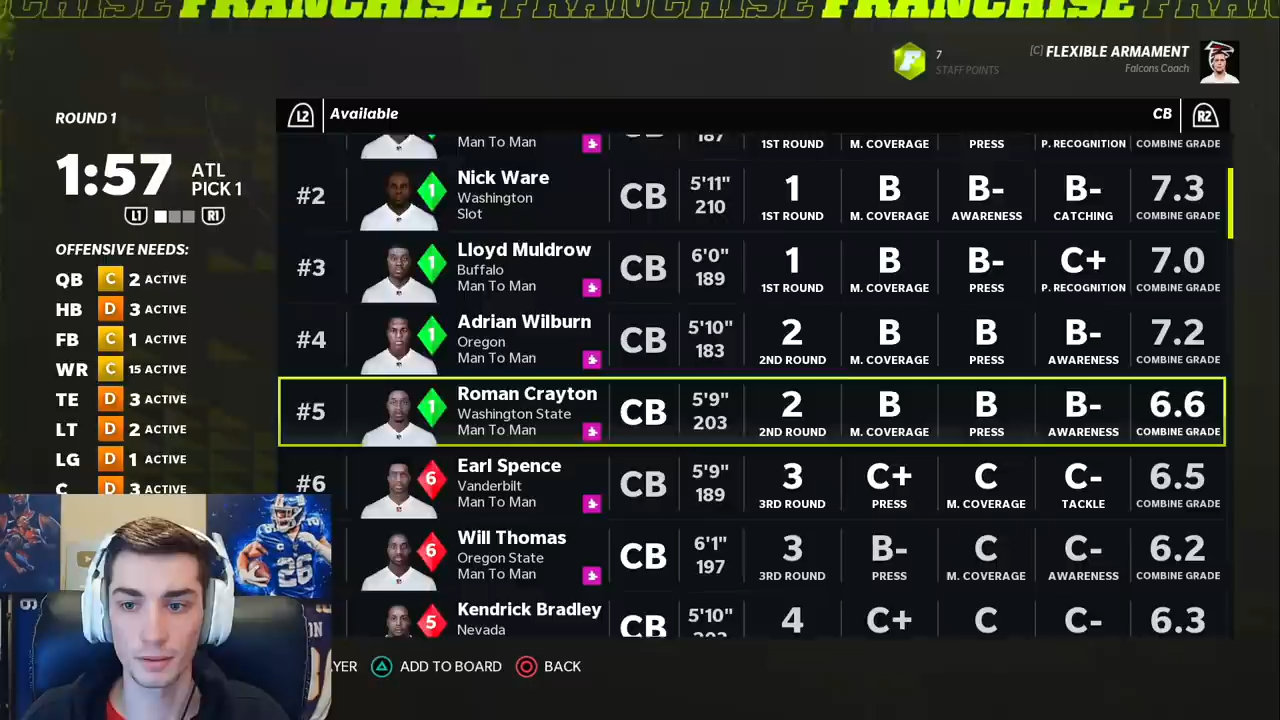 FRANCHISE FRANCHISE FRANCHISE FRANCHISE
7
STAFF POINTS
[C] FLEXIBLE ARMAMENT
Falcons Coach
ROUND 1
1:57 ATL PICK 1
L1 R1
OFFENSIVE NEEDS:
QB C 2 ACTIVE
HB D 3 ACTIVE
FB C 1 ACTIVE
WR C 15 ACTIVE
TE D 3 ACTIVE
LT D 2 ACTIVE
LG D 1 ACTIVE
C D 3 ACTIVE
L2 Available CB R2
Man To Man CB 187 1ST ROUND M. COVERAGE PRESS P. RECOGNITION COMBINE GRADE
#2 1 Nick Ware CB 5'11" 1 B B- B- 7.3
Washington
Slot 210 1ST ROUND M. COVERAGE AWARENESS CATCHING COMBINE GRADE
#3 1 Lloyd Muldrow CB 6'0" 1 B B- C+ 7.0
Buffalo
Man To Man 189 1ST ROUND M. COVERAGE PRESS P. RECOGNITION COMBINE GRADE
#4 1 Adrian Wilburn CB 5'10" 2 B B B- 7.2
Oregon
Man To Man 183 2ND ROUND M. COVERAGE PRESS AWARENESS COMBINE GRADE
#5 1 Roman Crayton CB 5'9" 2 B B B- 6.6
Washington State
Man To Man 203 2ND ROUND M. COVERAGE PRESS AWARENESS COMBINE GRADE
#6 6 Earl Spence CB 5'9" 3 C+ C C- 6.5
Vanderbilt
Man To Man 189 3RD ROUND PRESS M. COVERAGE TACKLE COMBINE GRADE
6 Will Thomas CB 6'1" 3 B- C C- 6.2
Oregon State
Man To Man 197 3RD ROUND PRESS M. COVERAGE AWARENESS COMBINE GRADE
5 Kendrick Bradley CB 5'10" 4 C+ C C- 6.3
Nevada
YER ADD TO BOARD BACK
26